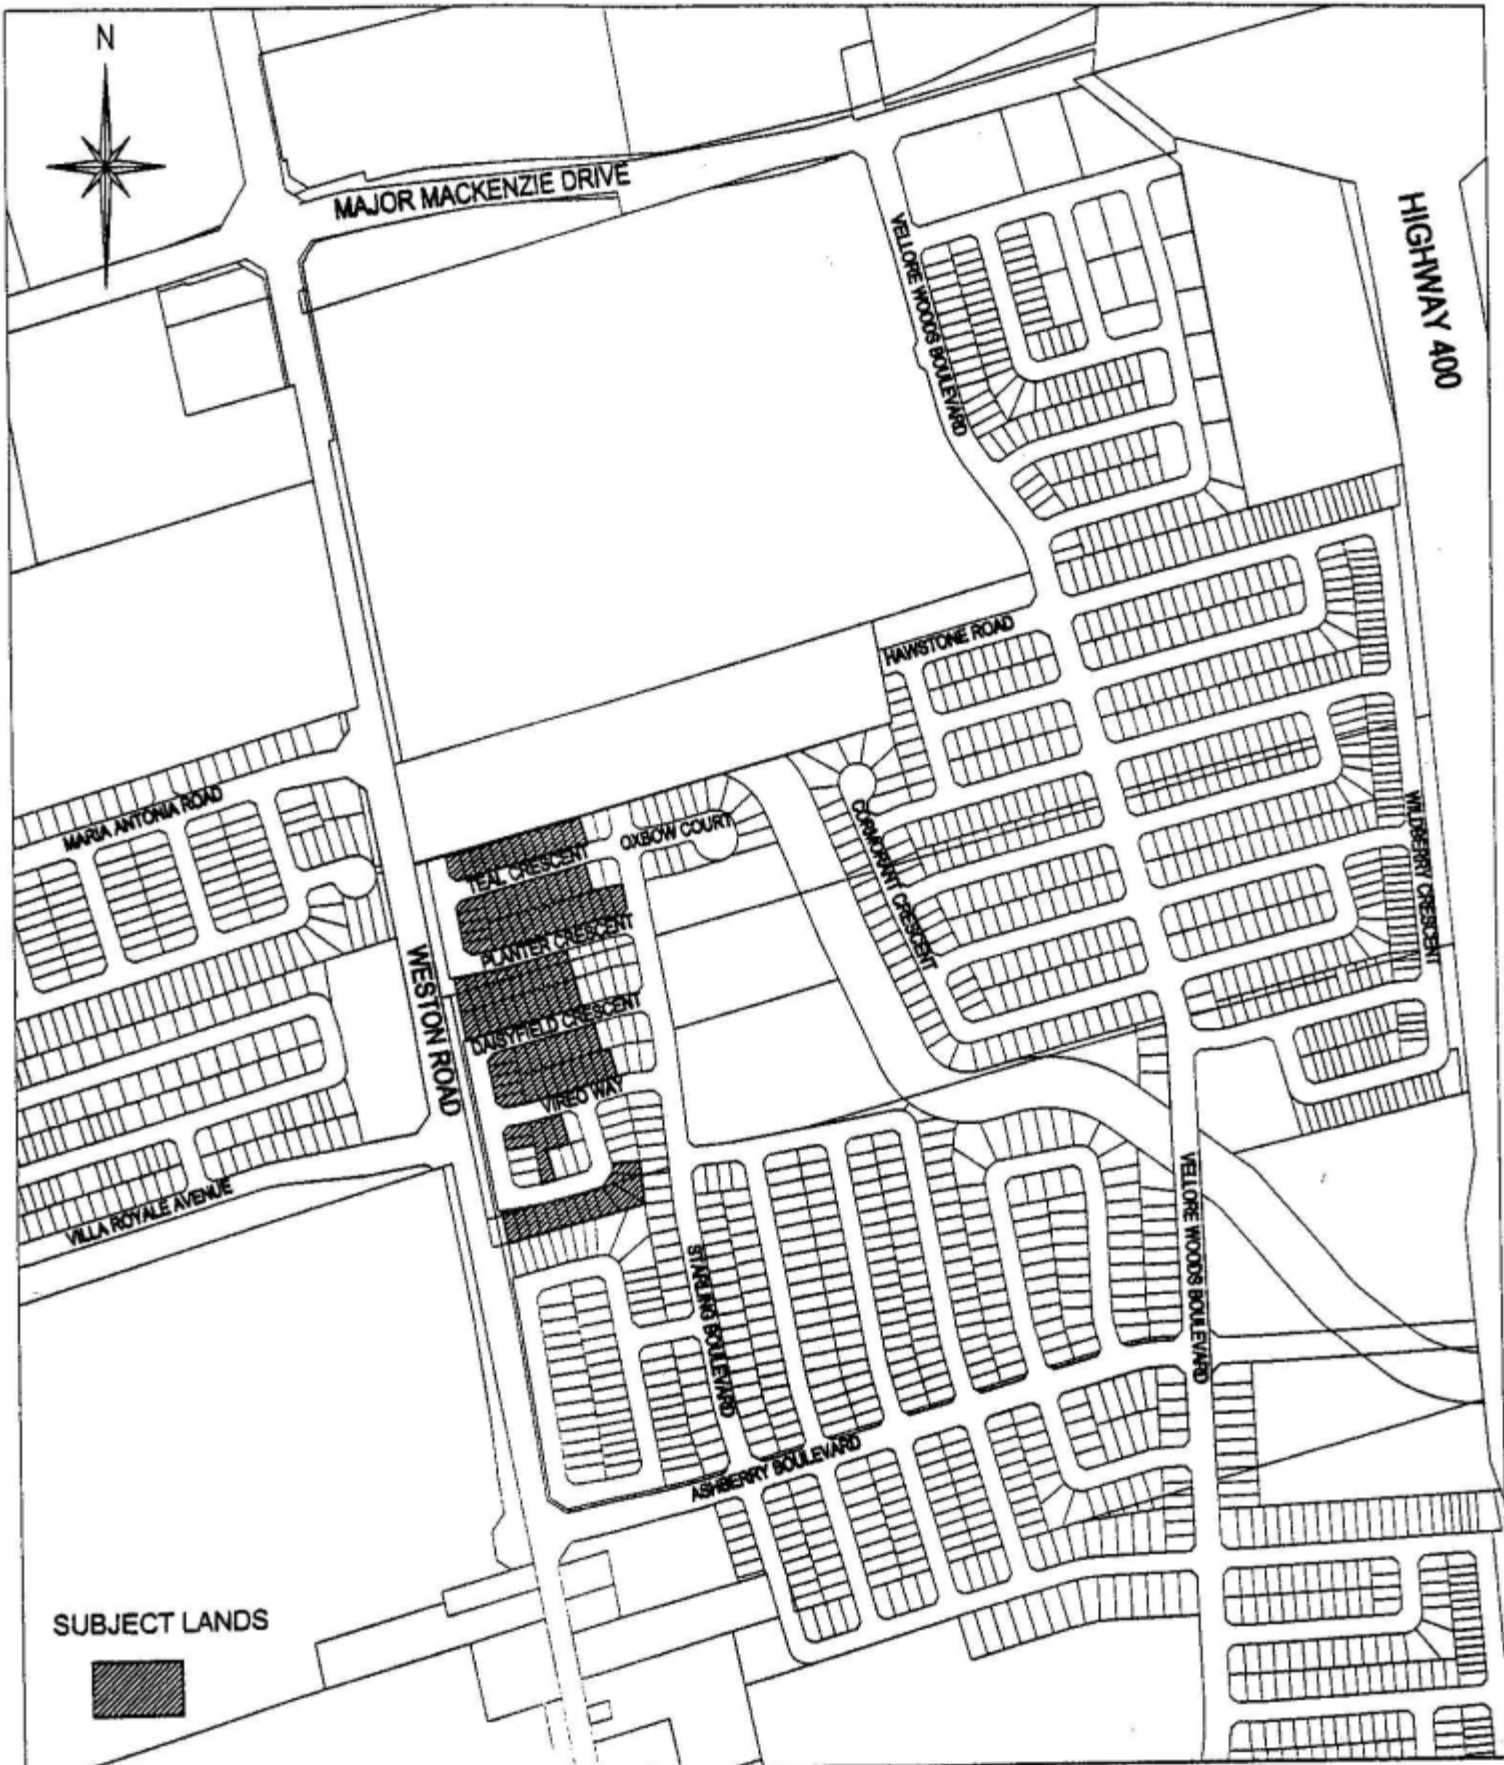 N
MAJOR MACKENZIE DRIVE
HIGHWAY 400
VELLORE WOODS BOULEVARD
HAWSTONE ROAD
MARIA ANTONIA ROAD
OXBOW COURT
TEAL CRESCENT
CORMORANT CRESCENT
WILDBERRY CRESCENT
PLANTER CRESCENT
WESTON ROAD
DAISYFIELD CRESCENT
VIREO WAY
VILLA ROYALE AVENUE
VELLORE WOODS BOULEVARD
STARLING BOULEVARD
ASHBERRY BOULEVARD
SUBJECT LANDS